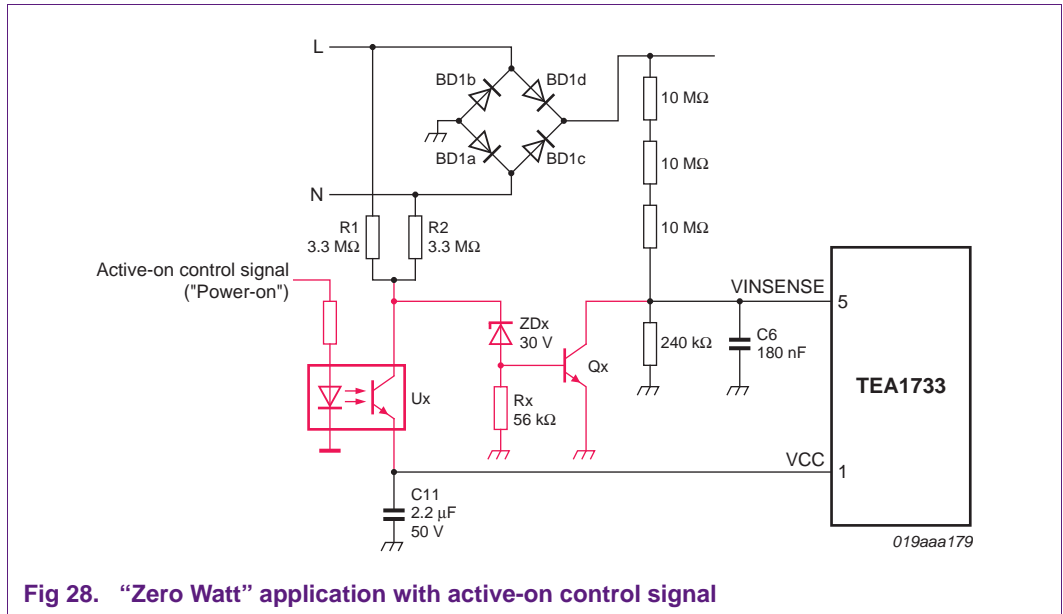 L
BD1b
BD1d
10 MΩ
BD1a
BD1c
10 MΩ
N
R1
3.3 MΩ
R2
3.3 MΩ
10 MΩ
Active-on control signal
("Power-on")
VINSENSE
5
ZDx
30 V
Qx
240 kΩ
C6
180 nF
TEA1733
Ux
Rx
56 kΩ
VCC
1
C11
2.2 μF
50 V
019aaa179
Fig 28. “Zero Watt” application with active-on control signal